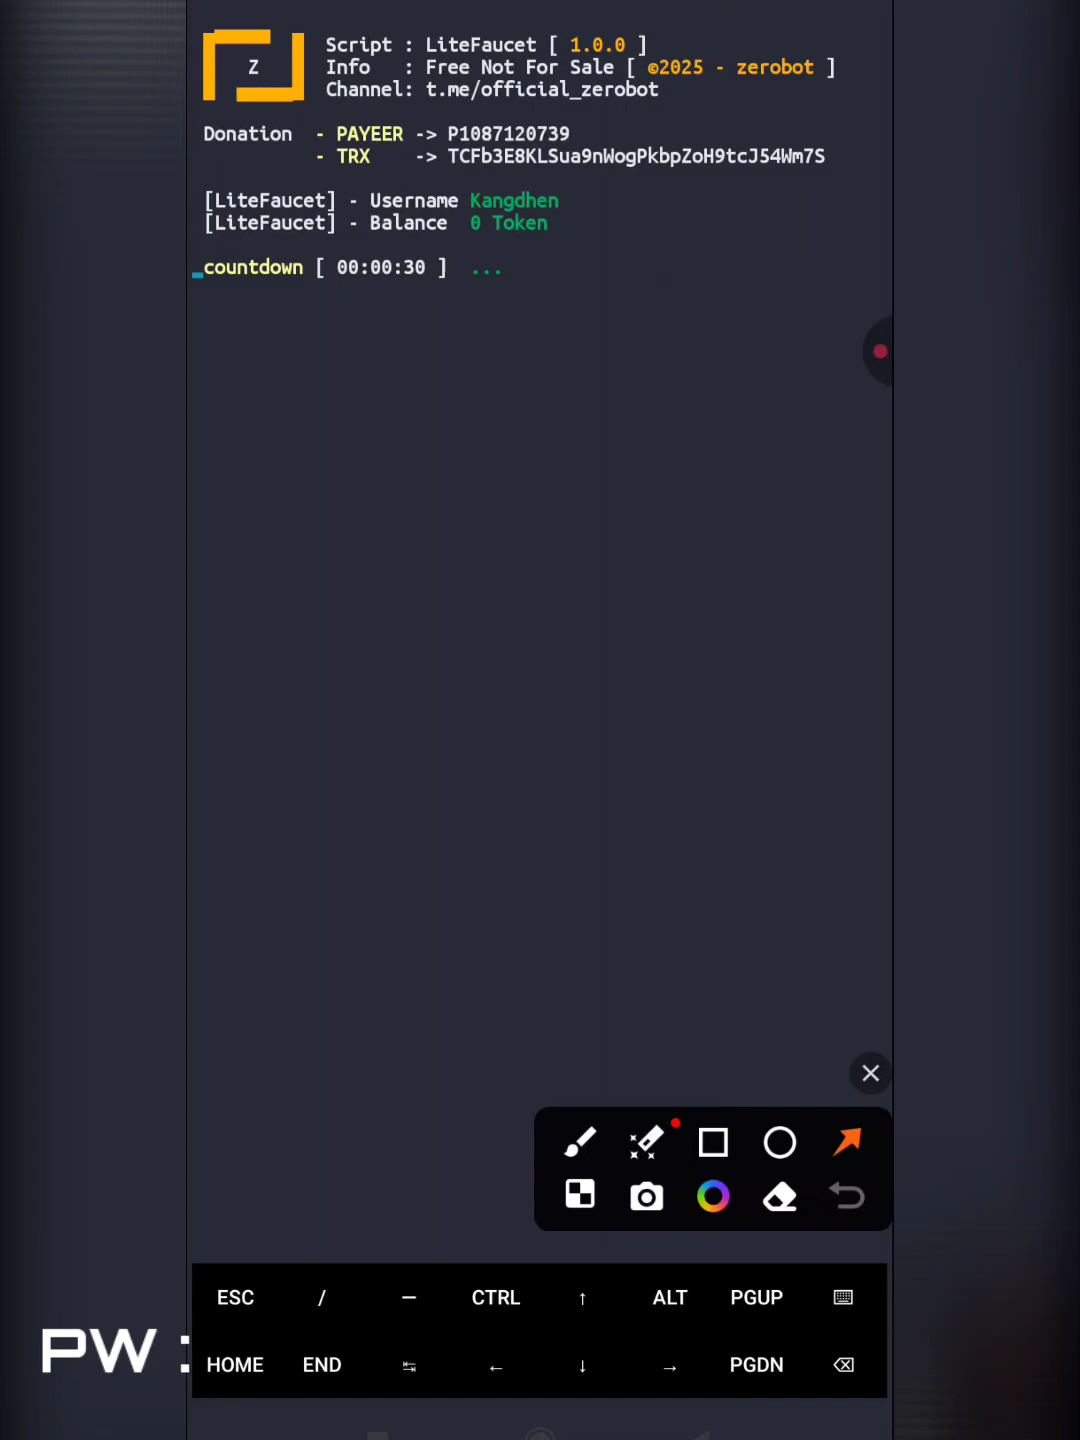 Z
Script : LiteFaucet [ 1.0.0 ]
Info : Free Not For Sale [ ©2025 - zerobot ]
Channel: t.me/official_zerobot
Donation - PAYEER -> P1087120739
- TRX -> TCFb3E8KLSua9nWogPkbpZoH9tcJ54Wm7S
[LiteFaucet] - Username Kangdhen
[LiteFaucet] - Balance 0 Token
countdown [ 00:00:30 ] ...
ESC / — CTRL ↑ ALT PGUP
PW :
HOME END ↹ ← ↓ → PGDN